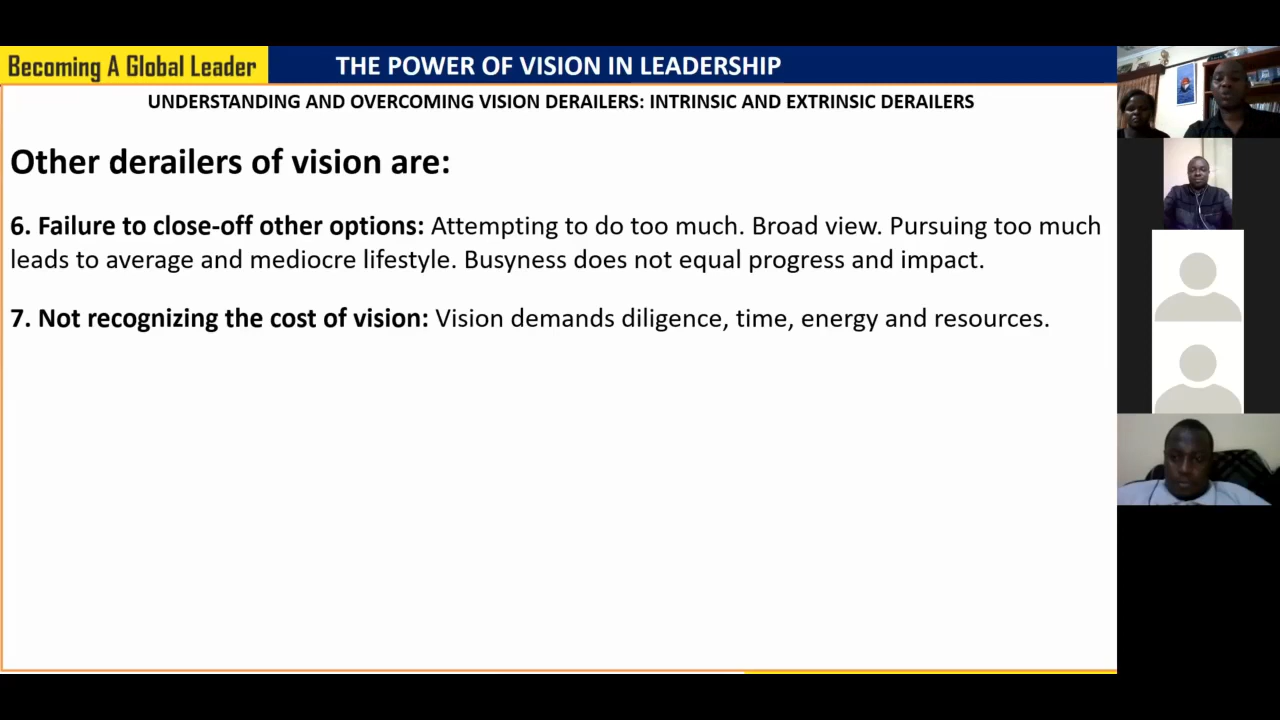 Becoming A Global Leader
THE POWER OF VISION IN LEADERSHIP
UNDERSTANDING AND OVERCOMING VISION DERAILERS: INTRINSIC AND EXTRINSIC DERAILERS
Other derailers of vision are:
6. Failure to close-off other options: Attempting to do too much. Broad view. Pursuing too much
leads to average and mediocre lifestyle. Busyness does not equal progress and impact.
7. Not recognizing the cost of vision: Vision demands diligence, time, energy and resources.